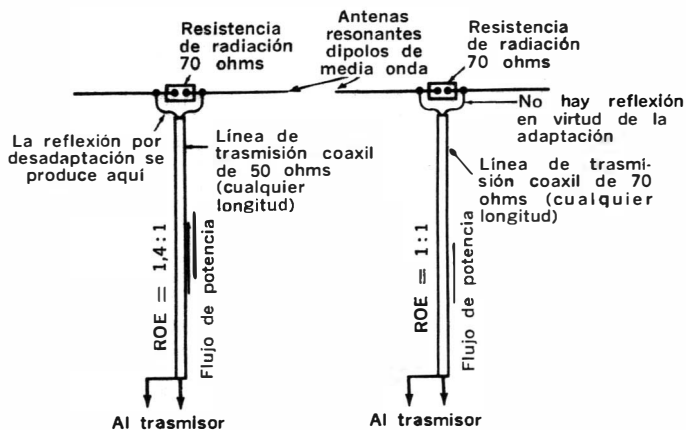 Resistencia
de radiación
70 ohms
Antenas
resonantes
dipolos de
media onda
Resistencia
de radiación
70 ohms
La reflexión por
desadaptación se
produce aquí
Línea de
trasmisión coaxil
de 50 ohms
(cualquier
longitud)
No hay reflexión
en virtud de la
adaptación
Línea de trasmi-
sión coaxil de 70
ohms (cualquier
longitud)
ROE = 1,4:1
Flujo de potencia
ROE = 1:1
Flujo de potencia
Al trasmisor
Al trasmisor